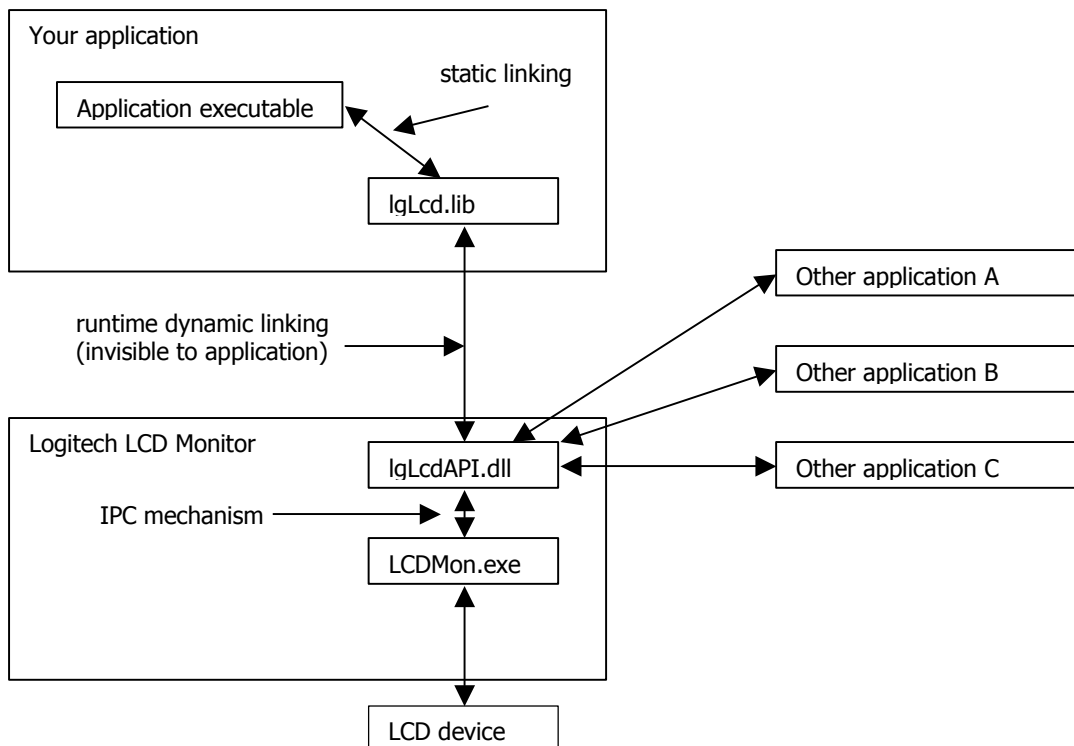 Your application
static linking
Application executable
lgLcd.lib
Other application A
runtime dynamic linking
(invisible to application)
Other application B
Logitech LCD Monitor
lgLcdAPI.dll
Other application C
IPC mechanism
LCDMon.exe
LCD device